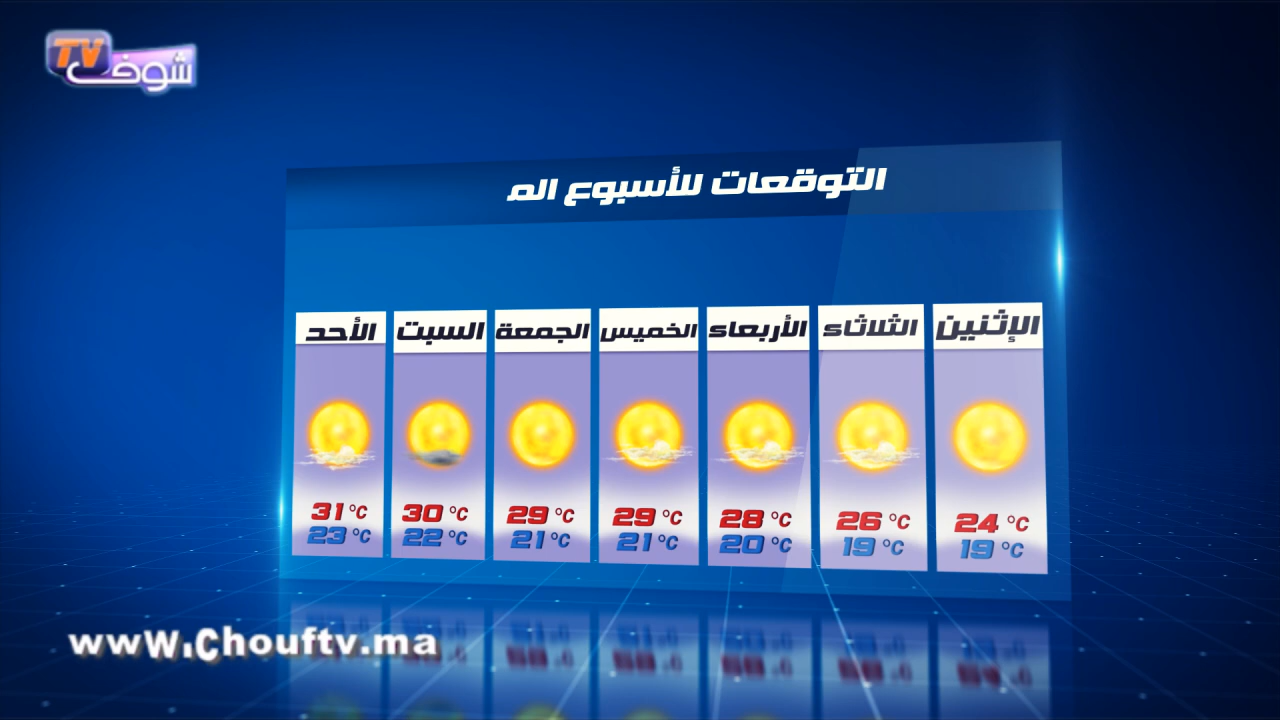 TV شوف
التوقعات للأسبوع الم
الإثنين الثلاثاء الأربعاء الخميس الجمعة السبت الأحد
24 °C 26 °C 28 °C 29 °C 29 °C 30 °C 31 °C
19 °C 19 °C 20 °C 21 °C 21 °C 22 °C 23 °C
www.Chouftv.ma